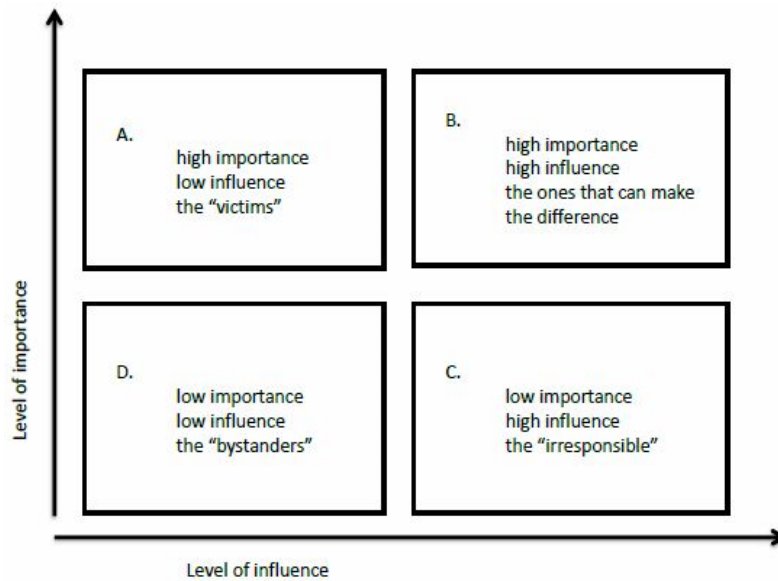 A.
high importance
low influence
the “victims”
B.
high importance
high influence
the ones that can make
the difference
D.
low importance
low influence
the “bystanders”
C.
low importance
high influence
the “irresponsible”
Level of importance
Level of influence